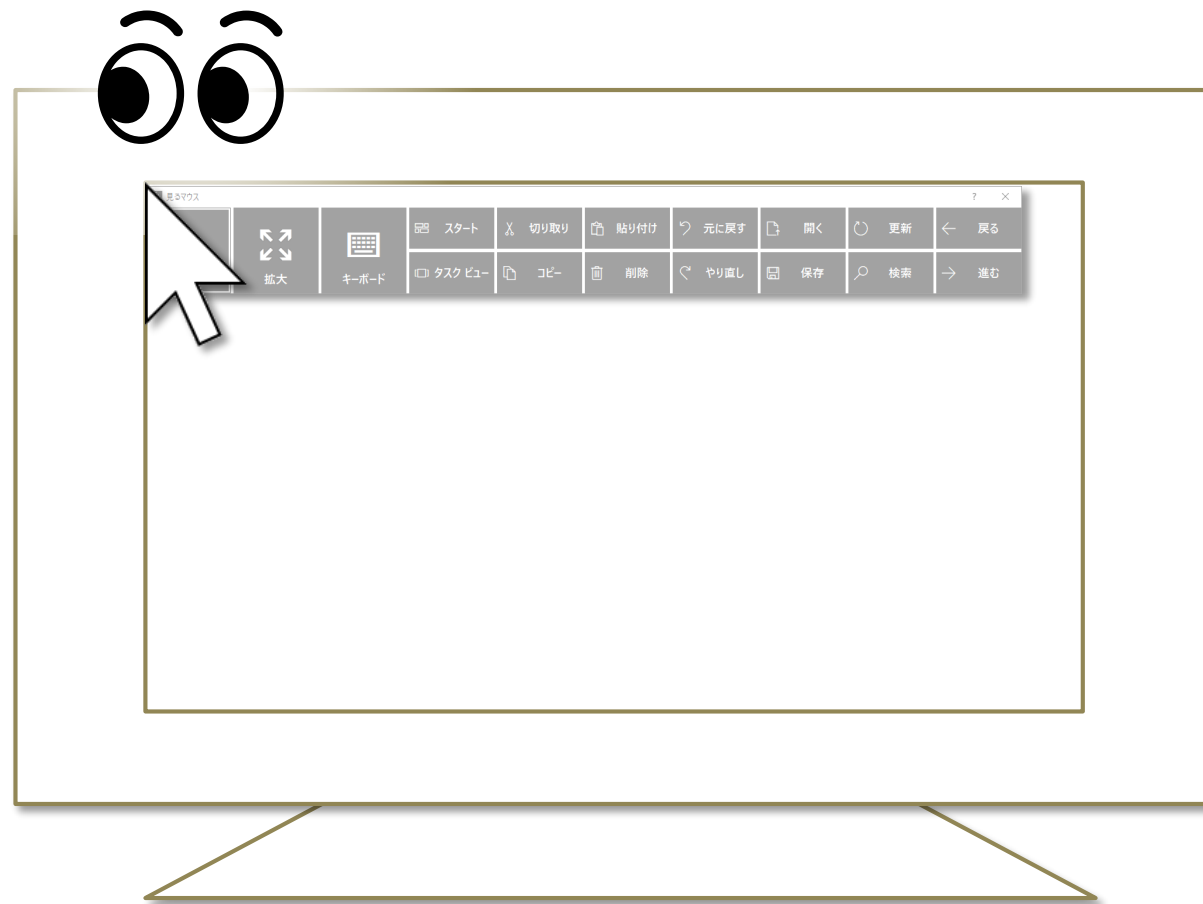 見るマウス ?
スタート 切り取り 貼り付け 元に戻す 開く 更新 戻る
拡大 キーボード タスク ビュー コピー 削除 やり直し 保存 検索 進む